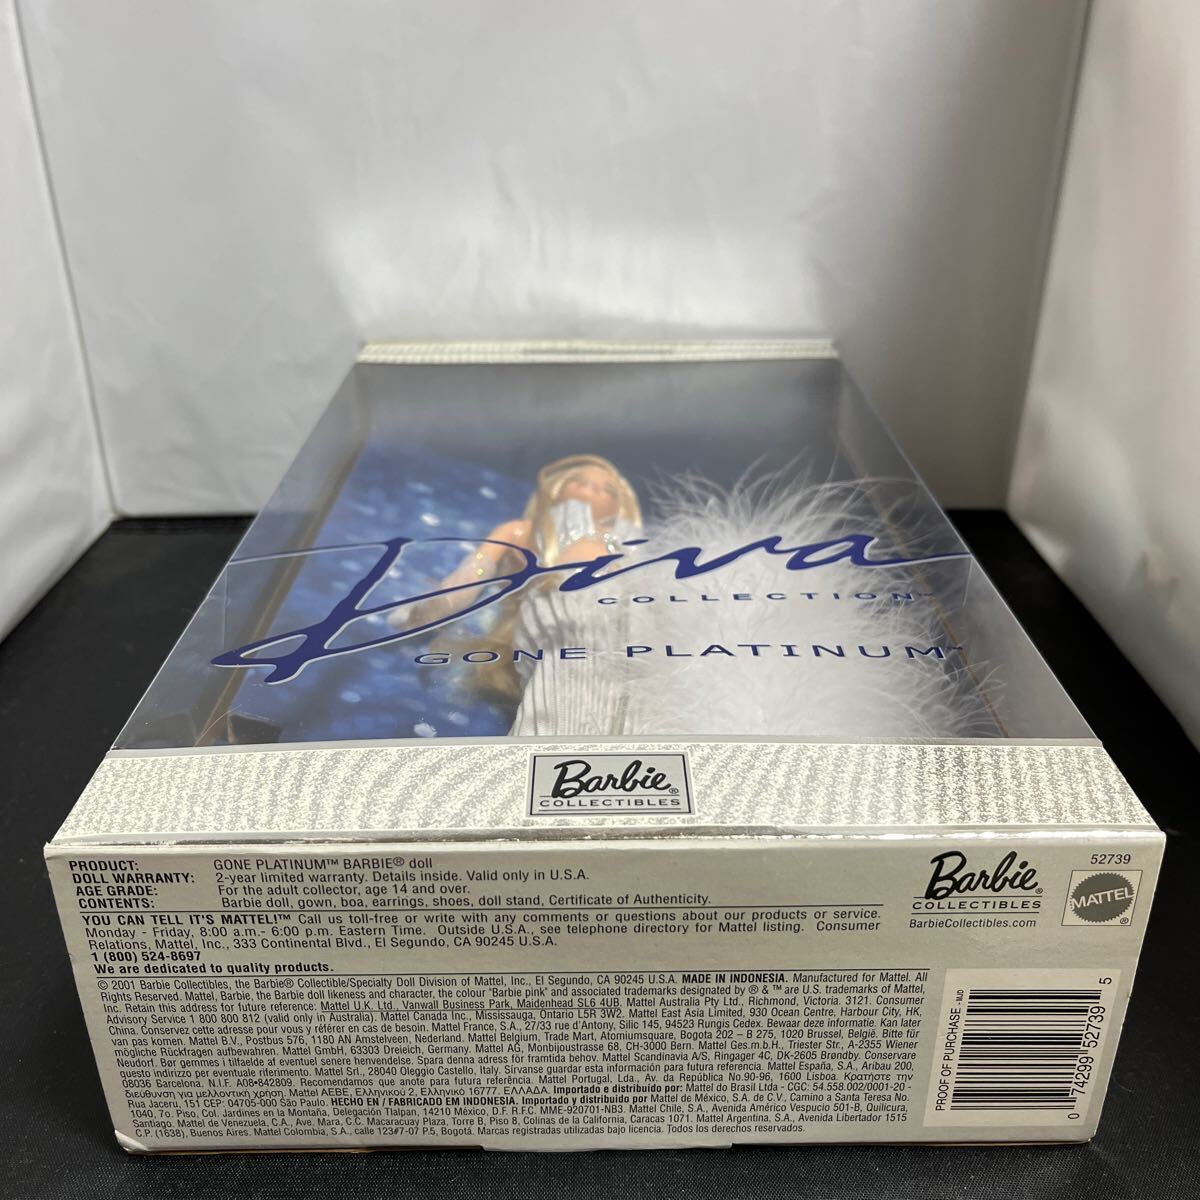 Diva
COLLECTION™
GONE PLATINUM™
Barbie®
COLLECTIBLES
PRODUCT: GONE PLATINUM™ BARBIE® doll
DOLL WARRANTY: 2-year limited warranty. Details inside. Valid only in U.S.A.
AGE GRADE: For the adult collector, age 14 and over.
CONTENTS: Barbie doll, gown, boa, earrings, shoes, doll stand, Certificate of Authenticity.
YOU CAN TELL IT'S MATTEL!™ Call us toll-free or write with any comments or questions about our products or service.
Monday - Friday, 8:00 a.m.- 6:00 p.m. Eastern Time. Outside U.S.A., see telephone directory for Mattel listing. Consumer
Relations, Mattel, Inc., 333 Continental Blvd., El Segundo, CA 90245 U.S.A.
1 (800) 524-8697
We are dedicated to quality products.
© 2001 Barbie Collectibles, the Barbie® Collectible/Specialty Doll Division of Mattel, Inc., El Segundo, CA 90245 U.S.A. MADE IN INDONESIA. Manufactured for Mattel. All
Rights Reserved. Mattel, Barbie, the Barbie doll likeness and character, the colour "Barbie pink" and associated trademarks designated by ® & ™ are U.S. trademarks of Mattel,
Inc. Retain this address for future reference: Mattel U.K. Ltd., Vanwall Business Park, Maidenhead SL6 4UB. Mattel Australia Pty Ltd., Richmond, Victoria. 3121. Consumer
Advisory Service 1 800 800 812 (valid only in Australia). Mattel Canada Inc., Mississauga, Ontario L5R 3W2. Mattel East Asia Limited, 930 Ocean Centre, Harbour City, HK,
China. Conservez cette adresse pour vous y référer en cas de besoin. Mattel France, S.A., 27/33 rue d'Antony, Silic 145, 94523 Rungis Cedex. Bewaar deze informatie. Kan later
van pas komen. Mattel B.V., Postbus 576, 1180 AN Amstelveen, Nederland. Mattel Belgium, Trade Mart, Atomiumsquare, Bogota 202 – B 275, 1020 Brussel, België. Bitte für
mögliche Rückfragen aufbewahren. Mattel GmbH, 63303 Dreieich, Germany. Mattel AG, Monbijoustrasse 68, CH-3000 Bern. Mattel Ges.m.b.H., Triester Str., A-2355 Wiener
Neudorf. Bør gemmes i tilfælde af eventuel senere henvendelse. Spara denna adress för framtida behov. Mattel Scandinavia A/S, Ringager 4C, DK-2605 Brøndby. Conservare
questo indirizzo per eventuale riferimento. Mattel Srl., 28040 Oleggio Castello, Italy. Sírvanse guardar esta información para futura referencia. Mattel España, S.A., Aribau 200,
08036 Barcelona. N.I.F. A08-842809. Recomendamos que anote para futura referência. Mattel Portugal, Lda., Av. da República No.90-96, 1600 Lisboa. Κρατήστε την
διεύθυνση για μελλοντική χρήση. Mattel AEBE, Ελληνικού 2, Ελληνικό 16777, ΕΛΛΑΔΑ. Importado e distribuido por: Mattel do Brasil Ltda - CGC: 54.558.002/0001-20 -
Rua Jaceru, 151 CEP: 04705-000 São Paulo. HECHO EN / FABRICADO EM INDONESIA. Importado y distribuido por Mattel de México, S.A. de C.V., Camino a Santa Teresa No.
1040, 7o. Piso, Col. Jardines en la Montaña, Delegación Tlalpan, 14210 México, D.F. R.F.C. MME-920701-NB3. Mattel Chile, S.A., Avenida Américo Vespucio 501-B, Quilicura,
Santiago. Mattel de Venezuela, C.A., Ave. Mara, C.C. Macaracuay Plaza, Torre B, Piso 8, Colinas de la California, Caracas 1071. Mattel Argentina, S.A., Avenida Libertador 1515
C.P. (1638), Buenos Aires. Mattel Colombia, S.A., calle 123#7-07 P.5, Bogotá. Marcas registradas utilizadas bajo licencia. Todos los derechos reservados.
Barbie®
COLLECTIBLES
BarbieCollectibles.com
52739
MATTEL®
PROOF OF PURCHASE
0 74299 52739 5